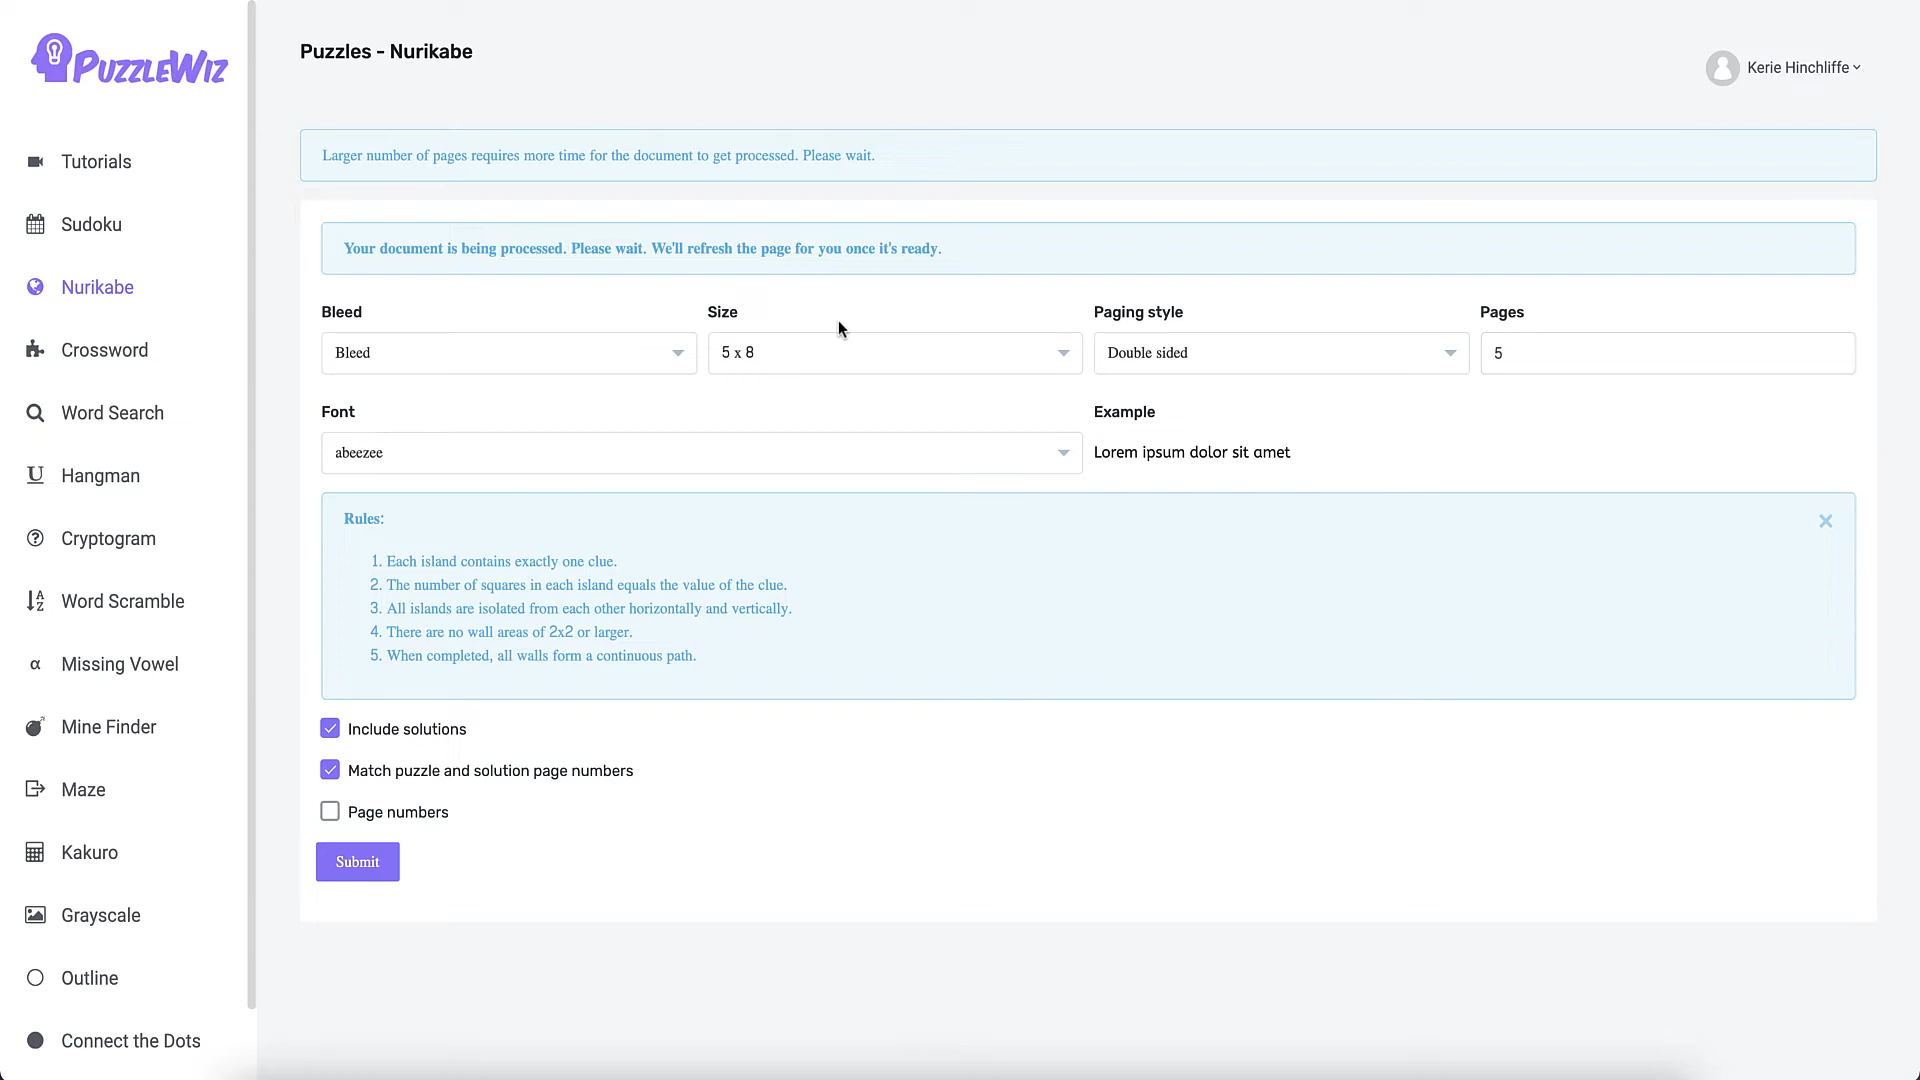 PuzzleWiz
Puzzles - Nurikabe
Kerie Hinchliffe
Tutorials
Sudoku
Nurikabe
Crossword
Word Search
Hangman
Cryptogram
Word Scramble
Missing Vowel
Mine Finder
Maze
Kakuro
Grayscale
Outline
Connect the Dots
Larger number of pages requires more time for the document to get processed. Please wait.
Your document is being processed. Please wait. We'll refresh the page for you once it's ready.
Bleed Size Paging style Pages
Bleed 5 x 8 Double sided 5
Font Example
abeezee Lorem ipsum dolor sit amet
Rules:
1. Each island contains exactly one clue.
2. The number of squares in each island equals the value of the clue.
3. All islands are isolated from each other horizontally and vertically.
4. There are no wall areas of 2x2 or larger.
5. When completed, all walls form a continuous path.
Include solutions
Match puzzle and solution page numbers
Page numbers
Submit